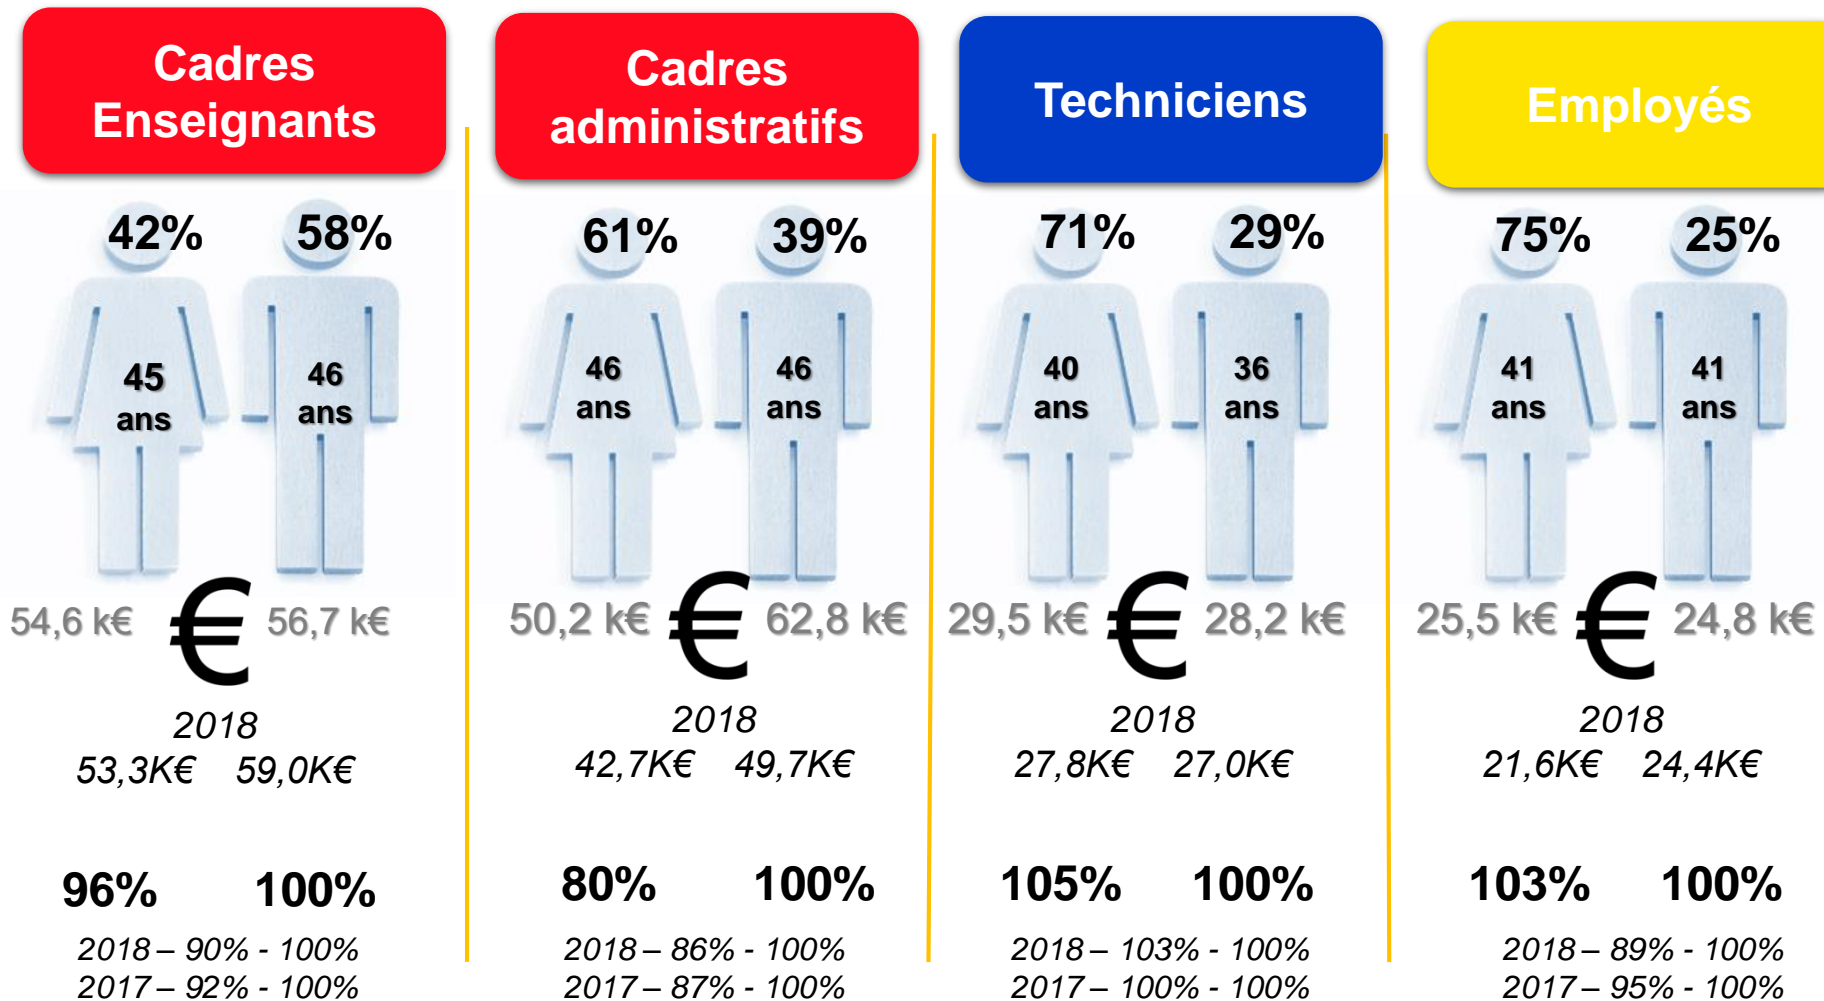 Cadres
Enseignants
42% 58%
45
ans
46
ans
54,6 k€ € 56,7 k€
2018
53,3K€ 59,0K€
96% 100%
2018 – 90% - 100%
2017 – 92% - 100%
Cadres
administratifs
61% 39%
46
ans
46
ans
50,2 k€ € 62,8 k€
2018
42,7K€ 49,7K€
80% 100%
2018 – 86% - 100%
2017 – 87% - 100%
Techniciens
71% 29%
40
ans
36
ans
29,5 k€ € 28,2 k€
2018
27,8K€ 27,0K€
105% 100%
2018 – 103% - 100%
2017 – 100% - 100%
Employés
75% 25%
41
ans
41
ans
25,5 k€ € 24,8 k€
2018
21,6K€ 24,4K€
103% 100%
2018 – 89% - 100%
2017 – 95% - 100%